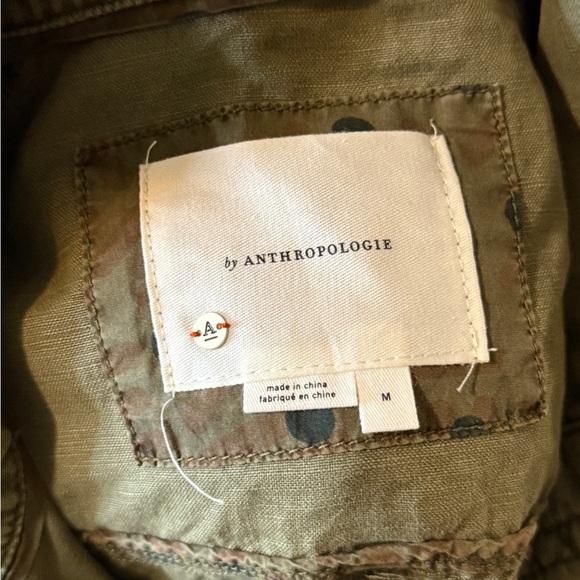 by ANTHROPOLOGIE
A
made in china
fabriqué en chine
M